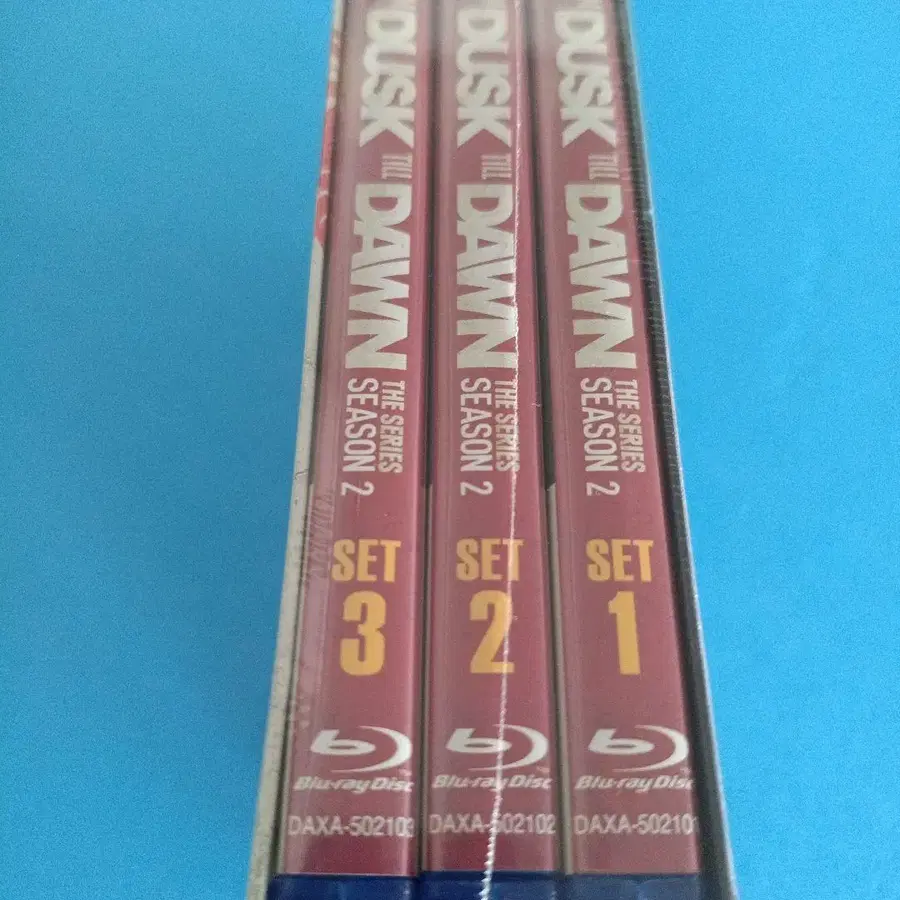 DUSK TILL DAWN
THE SERIES
SEASON 2
SET
3
Blu-ray Disc
DAXA-502103
DUSK TILL DAWN
THE SERIES
SEASON 2
SET
2
Blu-ray Disc
DAXA-502102
DUSK TILL DAWN
THE SERIES
SEASON 2
SET
1
Blu-ray Disc
DAXA-502101